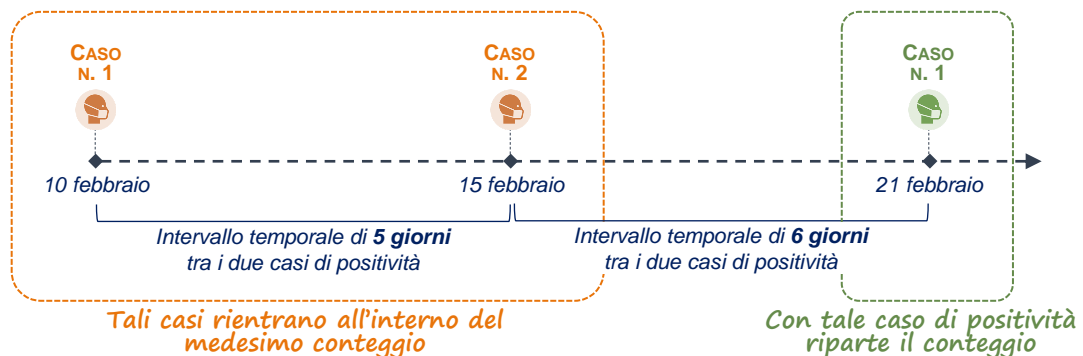 CASO
N. 1
CASO
N. 2
CASO
N. 1
10 febbraio
15 febbraio
21 febbraio
Intervallo temporale di 5 giorni
tra i due casi di positività
Intervallo temporale di 6 giorni
tra i due casi di positività
Tali casi rientrano all'interno del
medesimo conteggio
Con tale caso di positività
riparte il conteggio